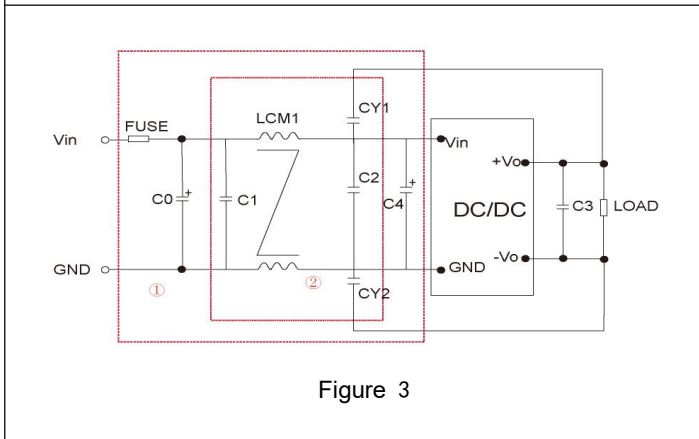 CY1
LCM1
FUSE
Vin
Vin
+Vo
C0
+
C1
C2
+
C4
DC/DC
C3
LOAD
GND
①
②
CY2
GND
-Vo
Figure 3